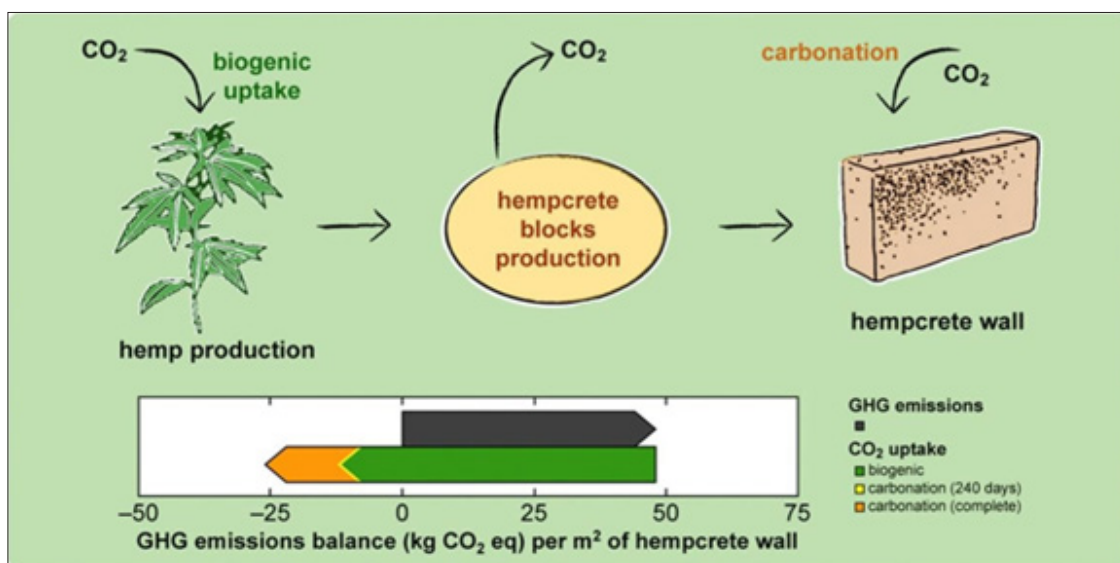 CO₂
biogenic
uptake
CO₂
carbonation
CO₂
hempcrete
blocks
production
hemp production
hempcrete wall
–50
–25
0
25
50
75
GHG emissions balance (kg CO₂ eq) per m² of hempcrete wall
GHG emissions
CO₂ uptake
biogenic
carbonation (240 days)
carbonation (complete)